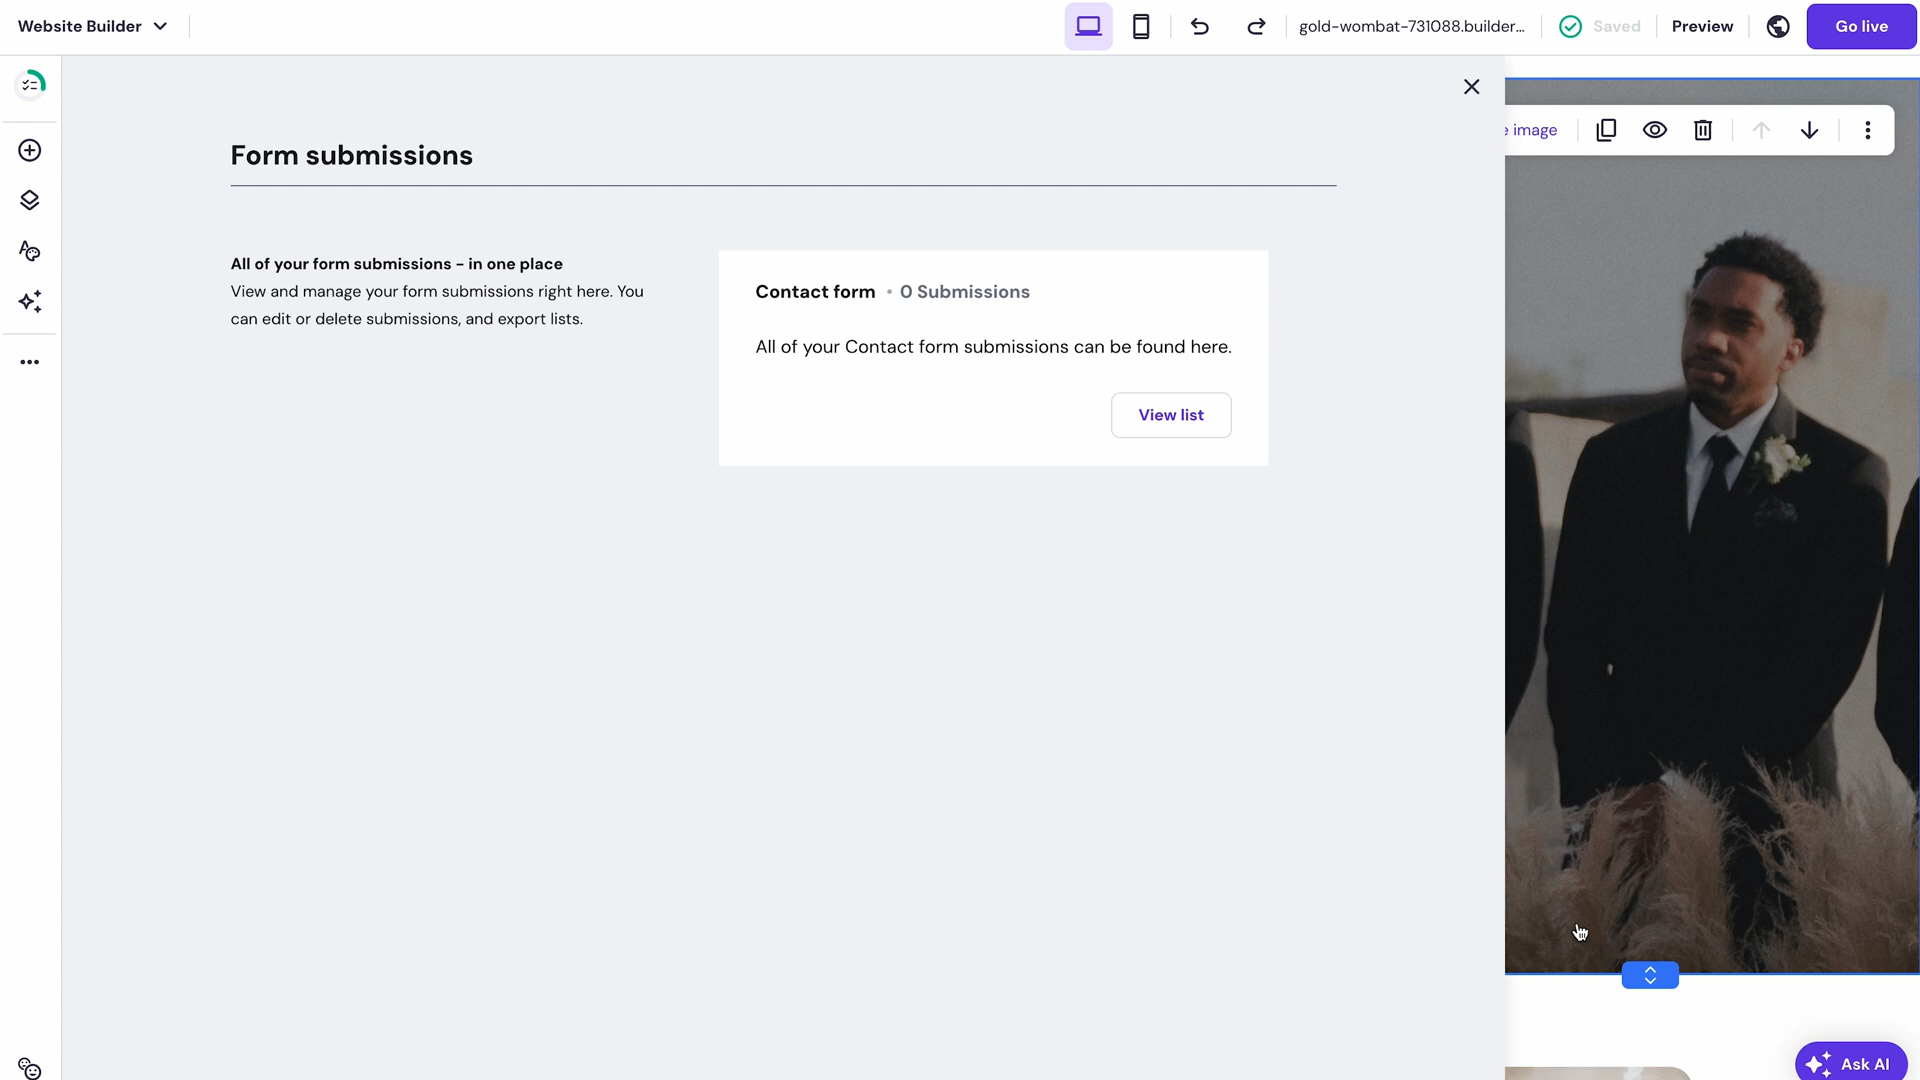 Website Builder
gold-wombat-731088.builder...
Saved
Preview
Go live
e image
Form submissions
All of your form submissions - in one place
View and manage your form submissions right here. You
can edit or delete submissions, and export lists.
Contact form • 0 Submissions
All of your Contact form submissions can be found here.
View list
Ask AI